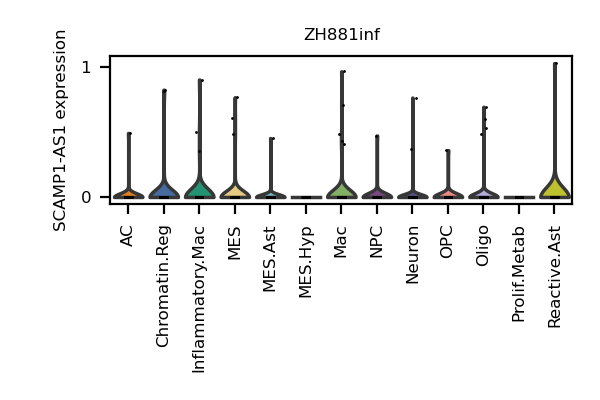 ZH881inf
SCAMP1-AS1 expression
1
0
AC
Chromatin.Reg
Inflammatory.Mac
MES
MES.Ast
MES.Hyp
Mac
NPC
Neuron
OPC
Oligo
Prolif.Metab
Reactive.Ast